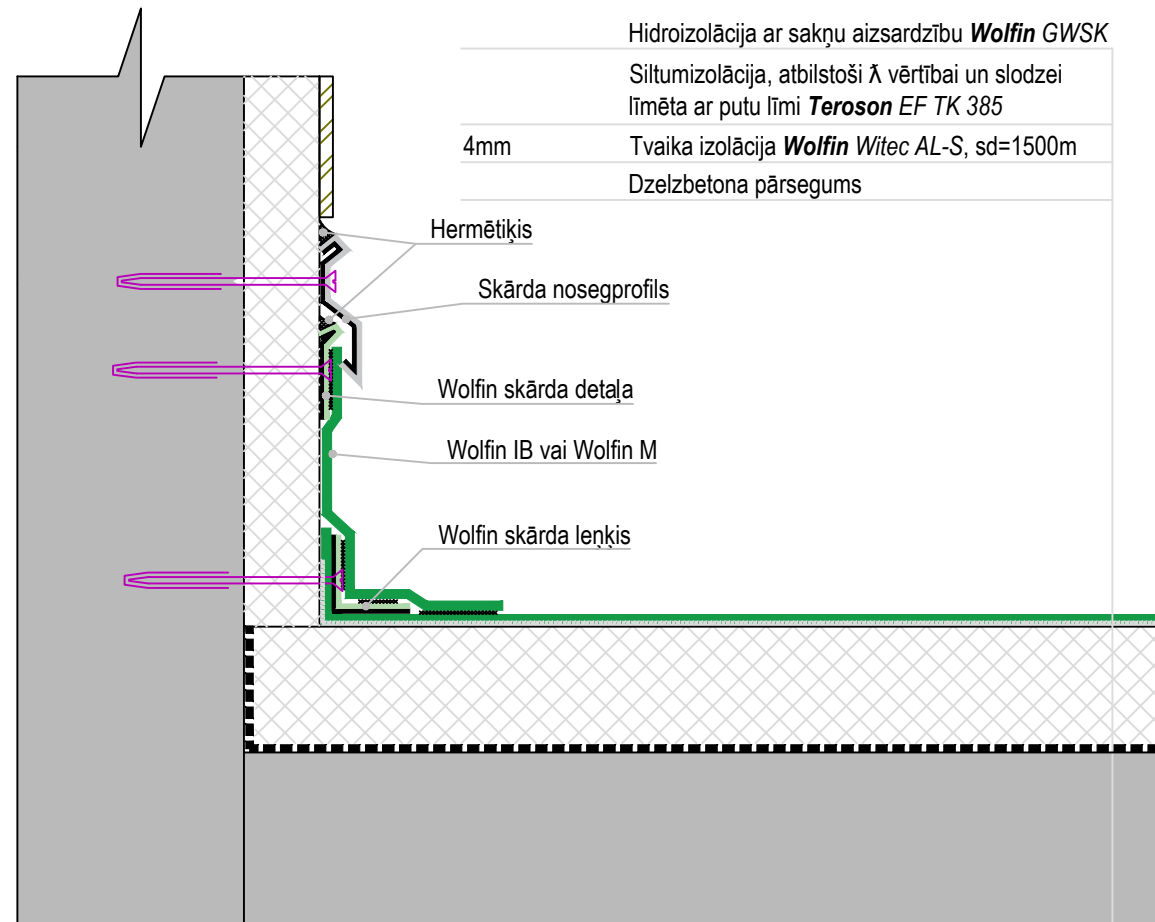 Hidroizolācija ar sakņu aizsardzību Wolfin GWSK
Siltumizolācija, atbilstoši ƛ vērtībai un slodzei
līmēta ar putu līmi Teroson EF TK 385
4mm Tvaika izolācija Wolfin Witec AL-S, sd=1500m
Dzelzbetona pārsegums
Hermētiķis
Skārda nosegprofils
Wolfin skārda detaļa
Wolfin IB vai Wolfin M
Wolfin skārda leņķis